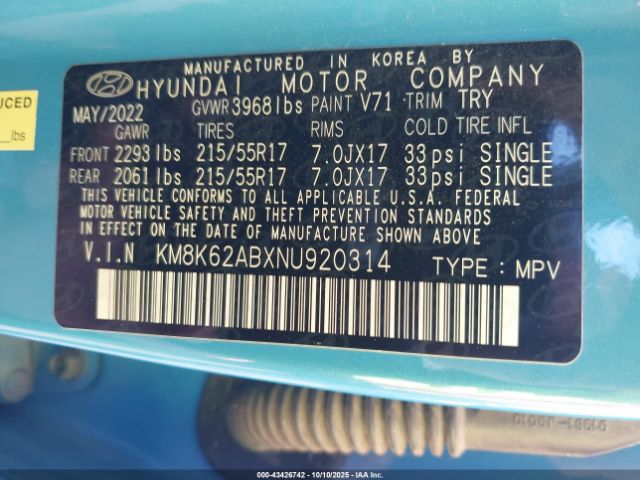 MANUFACTURED IN KOREA BY
HYUNDAI MOTOR COMPANY
UCED
MAY/2022 GVWR 3968 lbs PAINT V71 TRIM TRY
GAWR TIRES RIMS COLD TIRE INFL
lbs
FRONT 2293 lbs 215/55R17 7.0JX17 33psi SINGLE
REAR 2061 lbs 215/55R17 7.0JX17 33psi SINGLE
THIS VEHICLE CONFORMS TO ALL APPLICABLE U.S.A. FEDERAL
MOTOR VEHICLE SAFETY AND THEFT PREVENTION STANDARDS
IN EFFECT ON THE DATE OF MANUFACTURE SHOWN ABOVE
V.I.N KM8K62ABXNU920314 TYPE : MPV
000-43426742 - 10/10/2025 - IAA Inc.